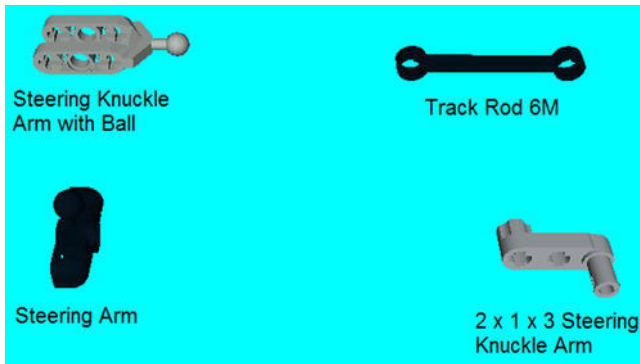 Steering Knuckle
Arm with Ball
Track Rod 6M
Steering Arm
2 x 1 x 3 Steering
Knuckle Arm